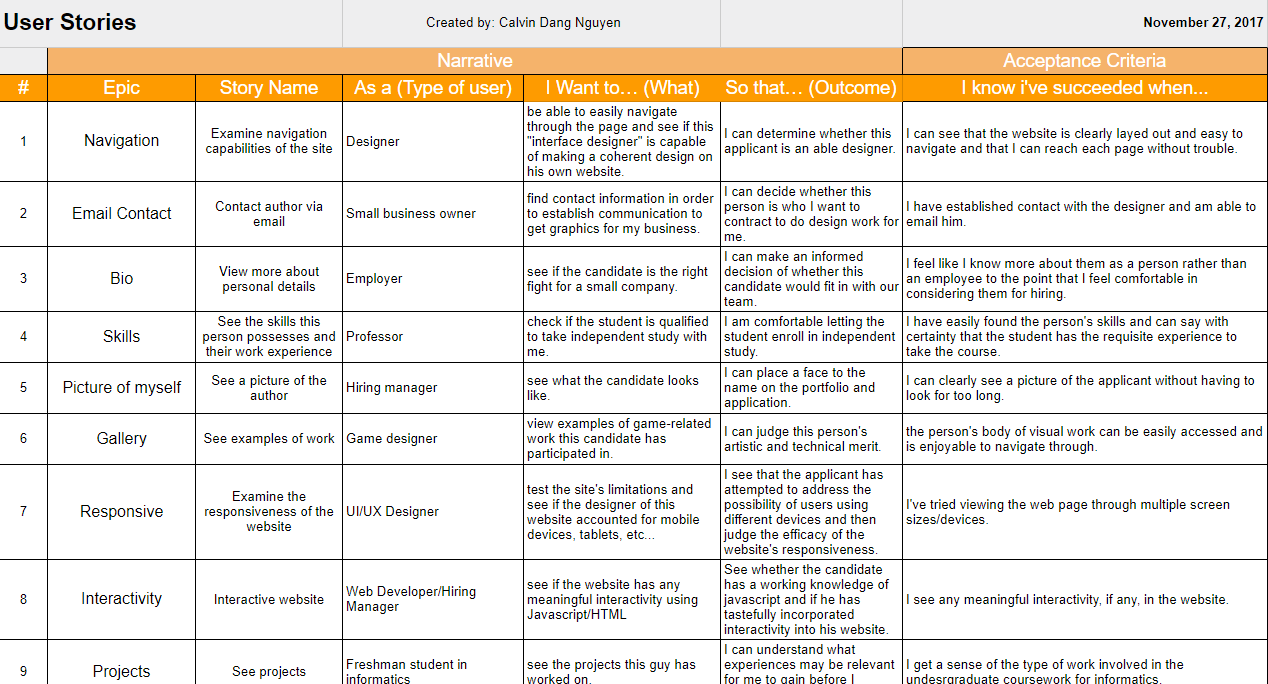 User Stories
Created by: Calvin Dang Nguyen
November 27, 2017
Narrative
Acceptance Criteria
#
Epic
Story Name
As a (Type of user)
I Want to… (What)
So that… (Outcome)
I know i've succeeded when...
1
Navigation
Examine navigation
capabilities of the site
Designer
be able to easily navigate
through the page and see if this
"interface designer" is capable
of making a coherent design on
his own website.
I can determine whether this
applicant is an able designer.
I can see that the website is clearly layed out and easy to
navigate and that I can reach each page without trouble.
2
Email Contact
Contact author via
email
Small business owner
find contact information in order
to establish communication to
get graphics for my business.
I can decide whether this
person is who I want to
contract to do design work for
me.
I have established contact with the designer and am able to
email him.
3
Bio
View more about
personal details
Employer
see if the candidate is the right
fight for a small company.
I can make an informed
decision of whether this
candidate would fit in with our
team.
I feel like I know more about them as a person rather than
an employee to the point that I feel comfortable in
considering them for hiring.
4
Skills
See the skills this
person possesses and
their work experience
Professor
check if the student is qualified
to take independent study with
me.
I am comfortable letting the
student enroll in independent
study.
I have easily found the person's skills and can say with
certainty that the student has the requisite experience to
take the course.
5
Picture of myself
See a picture of the
author
Hiring manager
see what the candidate looks
like.
I can place a face to the
name on the portfolio and
application.
I can clearly see a picture of the applicant without having to
look for too long.
6
Gallery
See examples of work
Game designer
view examples of game-related
work this candidate has
participated in.
I can judge this person's
artistic and technical merit.
the person's body of visual work can be easily accessed and
is enjoyable to navigate through.
7
Responsive
Examine the
responsiveness of the
website
UI/UX Designer
test the site's limitations and
see if the designer of this
website accounted for mobile
devices, tablets, etc...
I see that the applicant has
attempted to address the
possibility of users using
different devices and then
judge the efficacy of the
website's responsiveness.
I've tried viewing the web page through multiple screen
sizes/devices.
8
Interactivity
Interactive website
Web Developer/Hiring
Manager
see if the website has any
meaningful interactivity using
Javascript/HTML
See whether the candidate
has a working knowledge of
javascript and if he has
tastefully incorporated
interactivity into his website.
I see any meaningful interactivity, if any, in the website.
9
Projects
See projects
Freshman student in
informatics
see the projects this guy has
worked on.
I can understand what
experiences may be relevant
for me to gain before I
I get a sense of the type of work involved in the
undesrgraduate coursework for informatics.